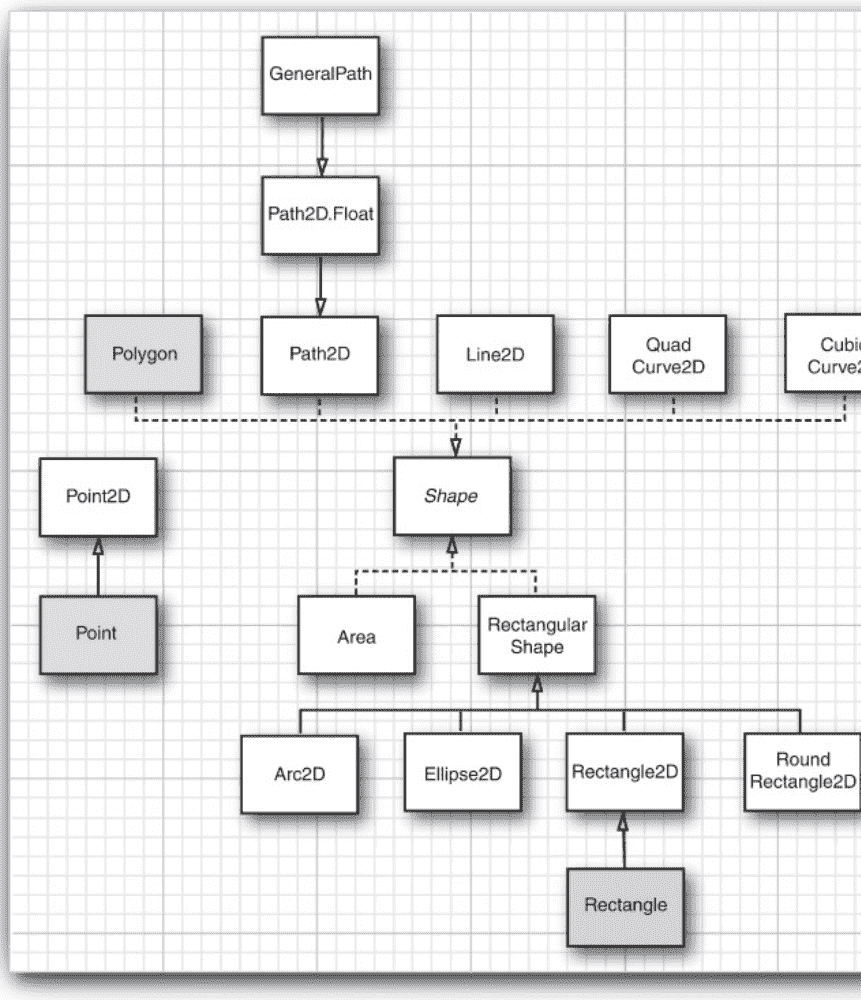 GeneralPath
Path2D.Float
Polygon
Path2D
Line2D
Quad
Curve2D
Point2D
Shape
Point
Area
Rectangular
Shape
Arc2D
Ellipse2D
Rectangle2D
Round
Rectangle2D
Rectangle